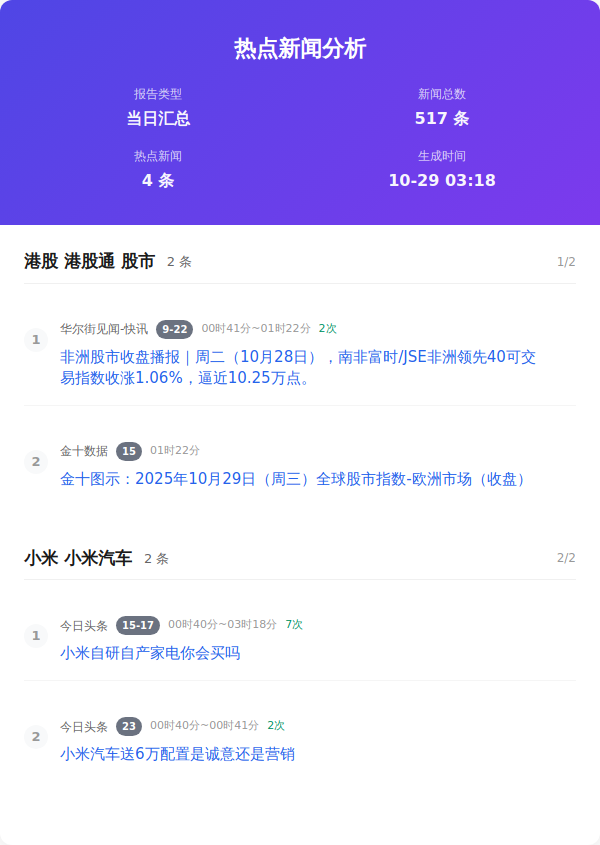 热点新闻分析
报告类型
新闻总数
当日汇总
517 条
热点新闻
生成时间
4 条
10-29 03:18
港股 港股通 股市 2 条 1/2
1
华尔街见闻-快讯 9-22 00时41分~01时22分 2次
非洲股市收盘播报｜周二（10月28日），南非富时/JSE非洲领先40可交
易指数收涨1.06%，逼近10.25万点。
2
金十数据 15 01时22分
金十图示：2025年10月29日（周三）全球股市指数-欧洲市场（收盘）
小米 小米汽车 2 条 2/2
1
今日头条 15-17 00时40分~03时18分 7次
小米自研自产家电你会买吗
2
今日头条 23 00时40分~00时41分 2次
小米汽车送6万配置是诚意还是营销